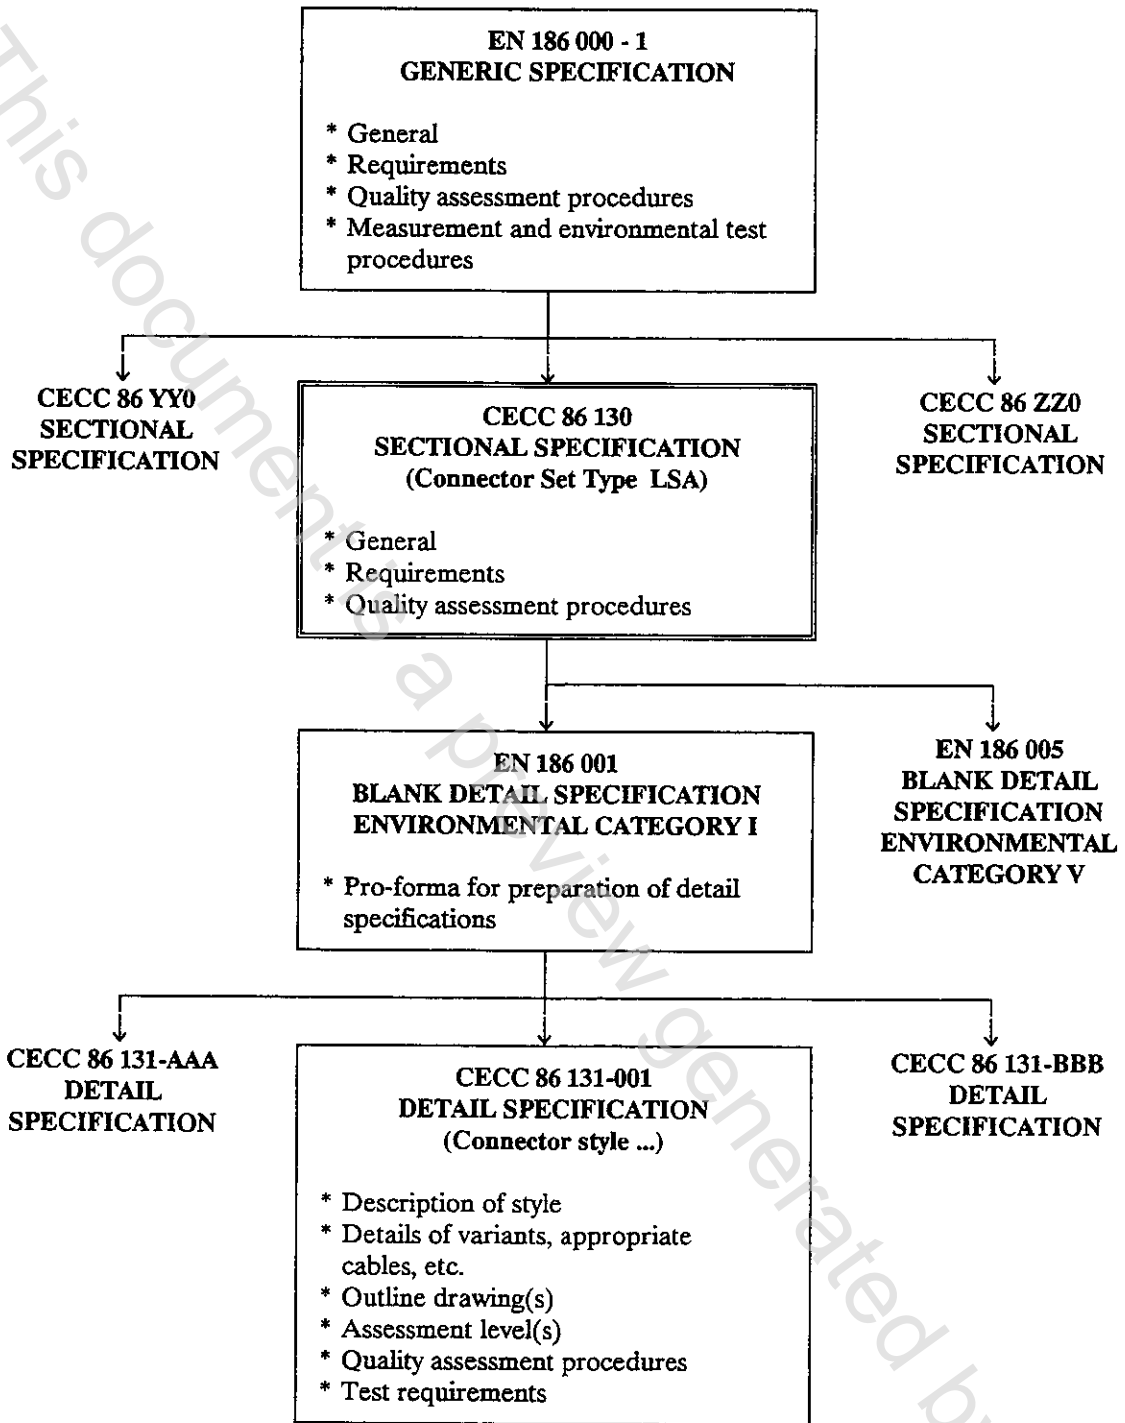 EN 186 000 - 1
GENERIC SPECIFICATION
* General
* Requirements
* Quality assessment procedures
* Measurement and environmental test
procedures
CECC 86 YY0
SECTIONAL
SPECIFICATION
CECC 86 130
SECTIONAL SPECIFICATION
(Connector Set Type LSA)
* General
* Requirements
* Quality assessment procedures
CECC 86 ZZ0
SECTIONAL
SPECIFICATION
EN 186 001
BLANK DETAIL SPECIFICATION
ENVIRONMENTAL CATEGORY I
* Pro-forma for preparation of detail
specifications
EN 186 005
BLANK DETAIL
SPECIFICATION
ENVIRONMENTAL
CATEGORY V
CECC 86 131-AAA
DETAIL
SPECIFICATION
CECC 86 131-001
DETAIL SPECIFICATION
(Connector style ...)
* Description of style
* Details of variants, appropriate
cables, etc.
* Outline drawing(s)
* Assessment level(s)
* Quality assessment procedures
* Test requirements
CECC 86 131-BBB
DETAIL
SPECIFICATION
This document is a preview generated by